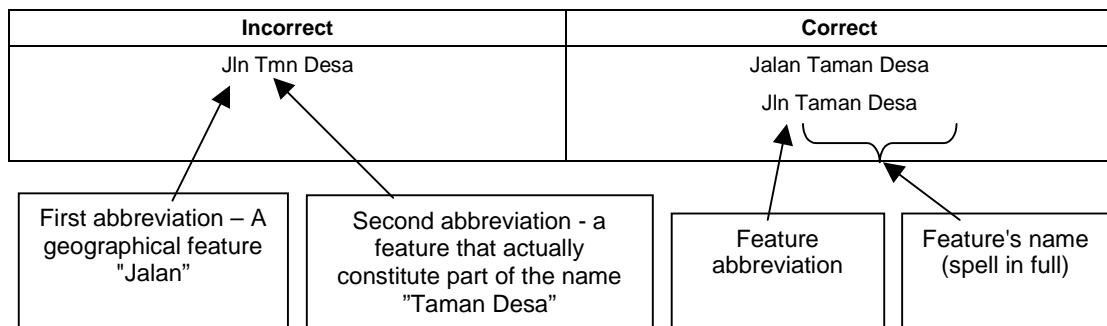 Incorrect
Correct
Jln Tmn Desa
Jalan Taman Desa
Jln Taman Desa
First abbreviation – A
geographical feature
"Jalan”
Second abbreviation - a
feature that actually
constitute part of the name
”Taman Desa”
Feature
abbreviation
Feature's name
(spell in full)